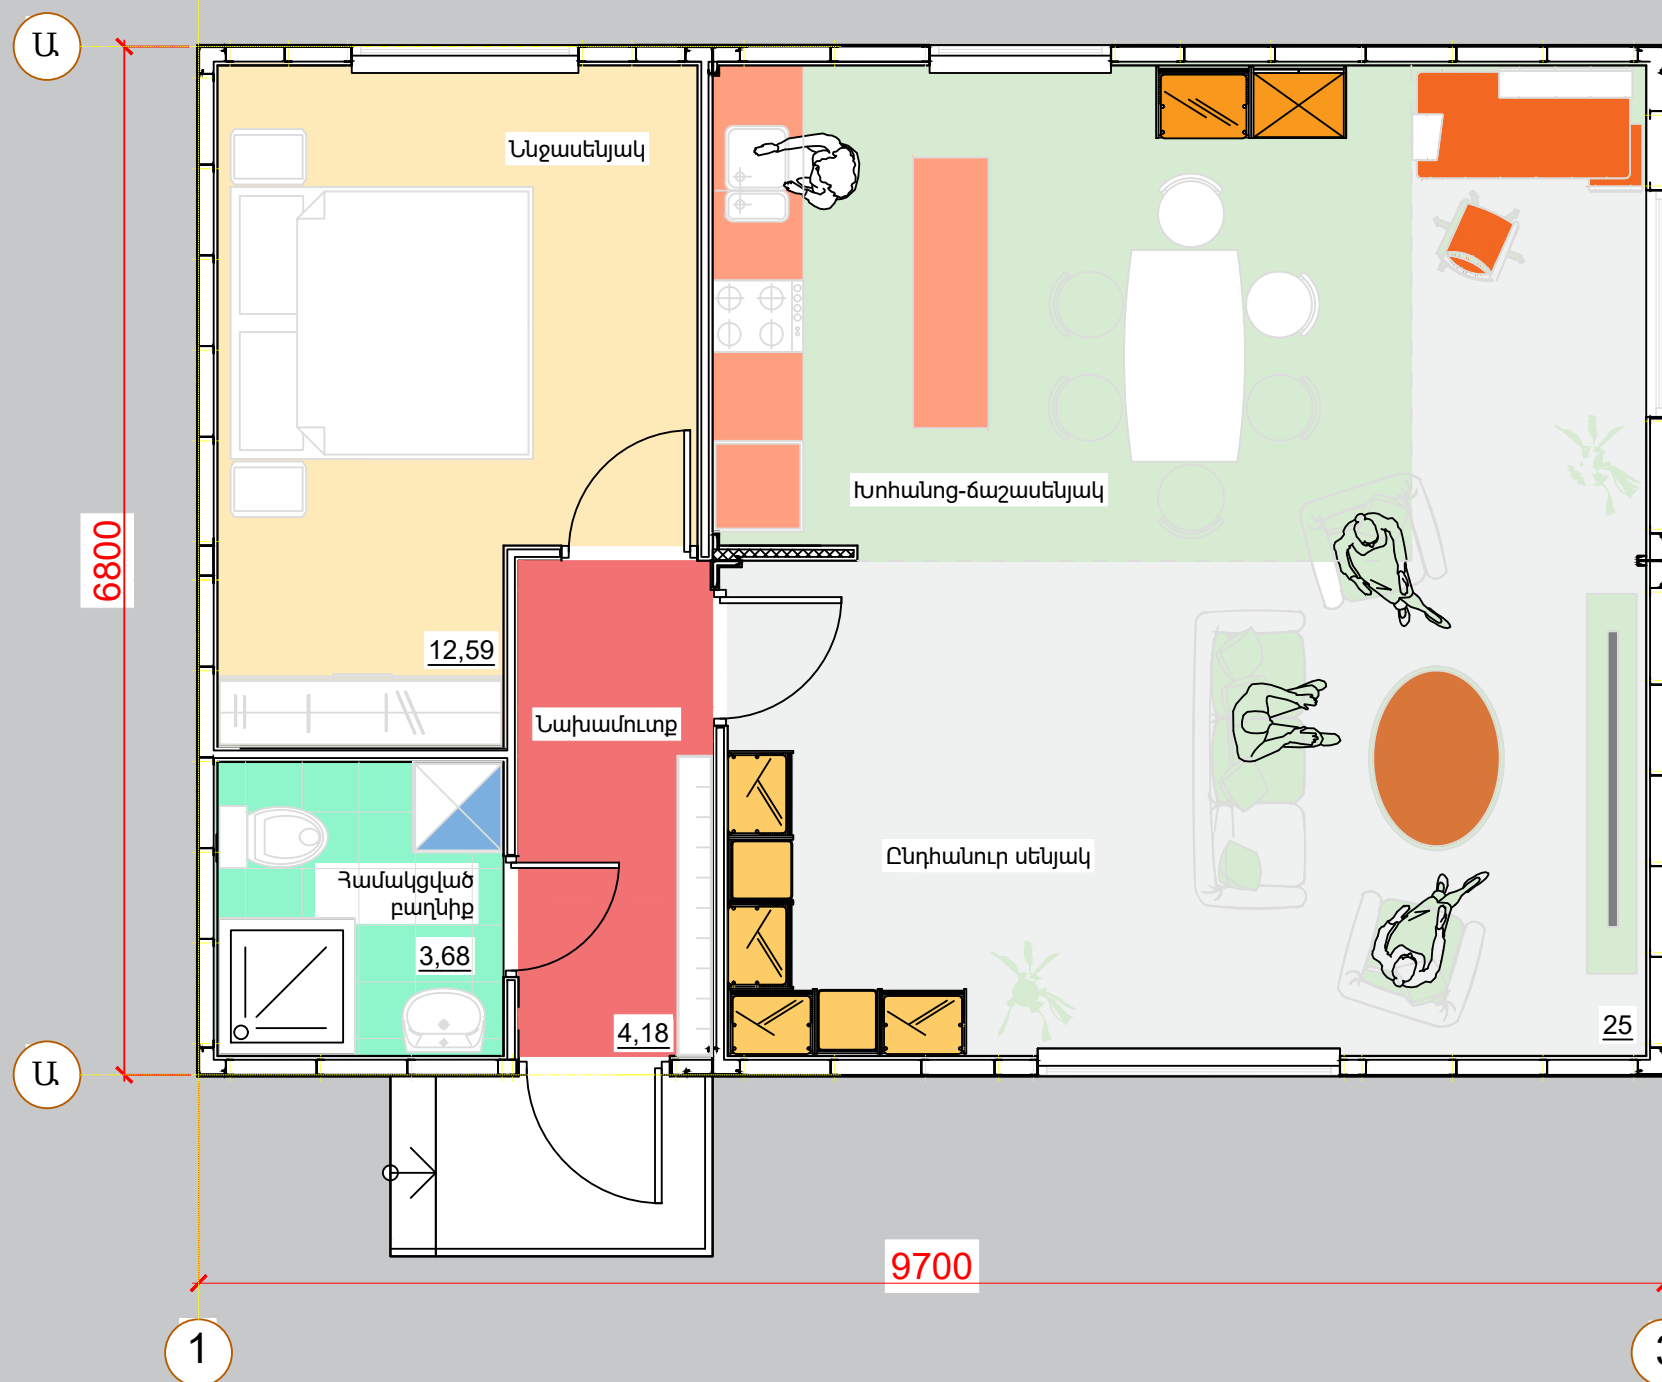 Ա
Ննջասենյակ
Խոհանոց-ճաշասենյակ
6800
12,59
Նախամուտք
Ընդհանուր սենյակ
Համակցված
բաղնիք
3,68
4,18
25
Ա
9700
1